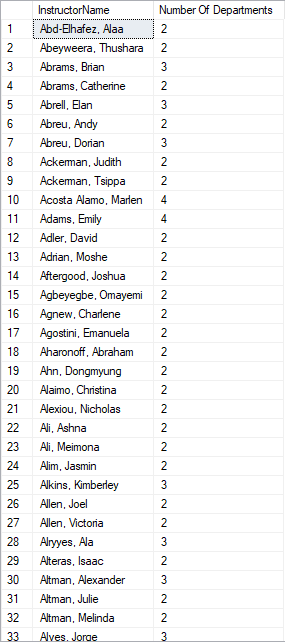 InstructorName Number Of Departments
1 Abd-Elhafez, Alaa 2
2 Abeyweera, Thushara 2
3 Abrams, Brian 3
4 Abrams, Catherine 2
5 Abrell, Elan 3
6 Abreu, Andy 2
7 Abreu, Dorian 3
8 Ackerman, Judith 2
9 Ackerman, Tsippa 2
10 Acosta Alamo, Marlen 4
11 Adams, Emily 4
12 Adler, David 2
13 Adrian, Moshe 2
14 Aftergood, Joshua 2
15 Agbeyegbe, Omayemi 2
16 Agnew, Charlene 2
17 Agostini, Emanuela 2
18 Aharonoff, Abraham 2
19 Ahn, Dongmyung 2
20 Alaimo, Christina 2
21 Alexiou, Nicholas 2
22 Ali, Ashna 2
23 Ali, Meimona 2
24 Alim, Jasmin 2
25 Alkins, Kimberley 3
26 Allen, Joel 2
27 Allen, Victoria 2
28 Alryyes, Ala 3
29 Alteras, Isaac 2
30 Altman, Alexander 3
31 Altman, Julie 2
32 Altman, Melinda 2
33 Alves, Jorge 3